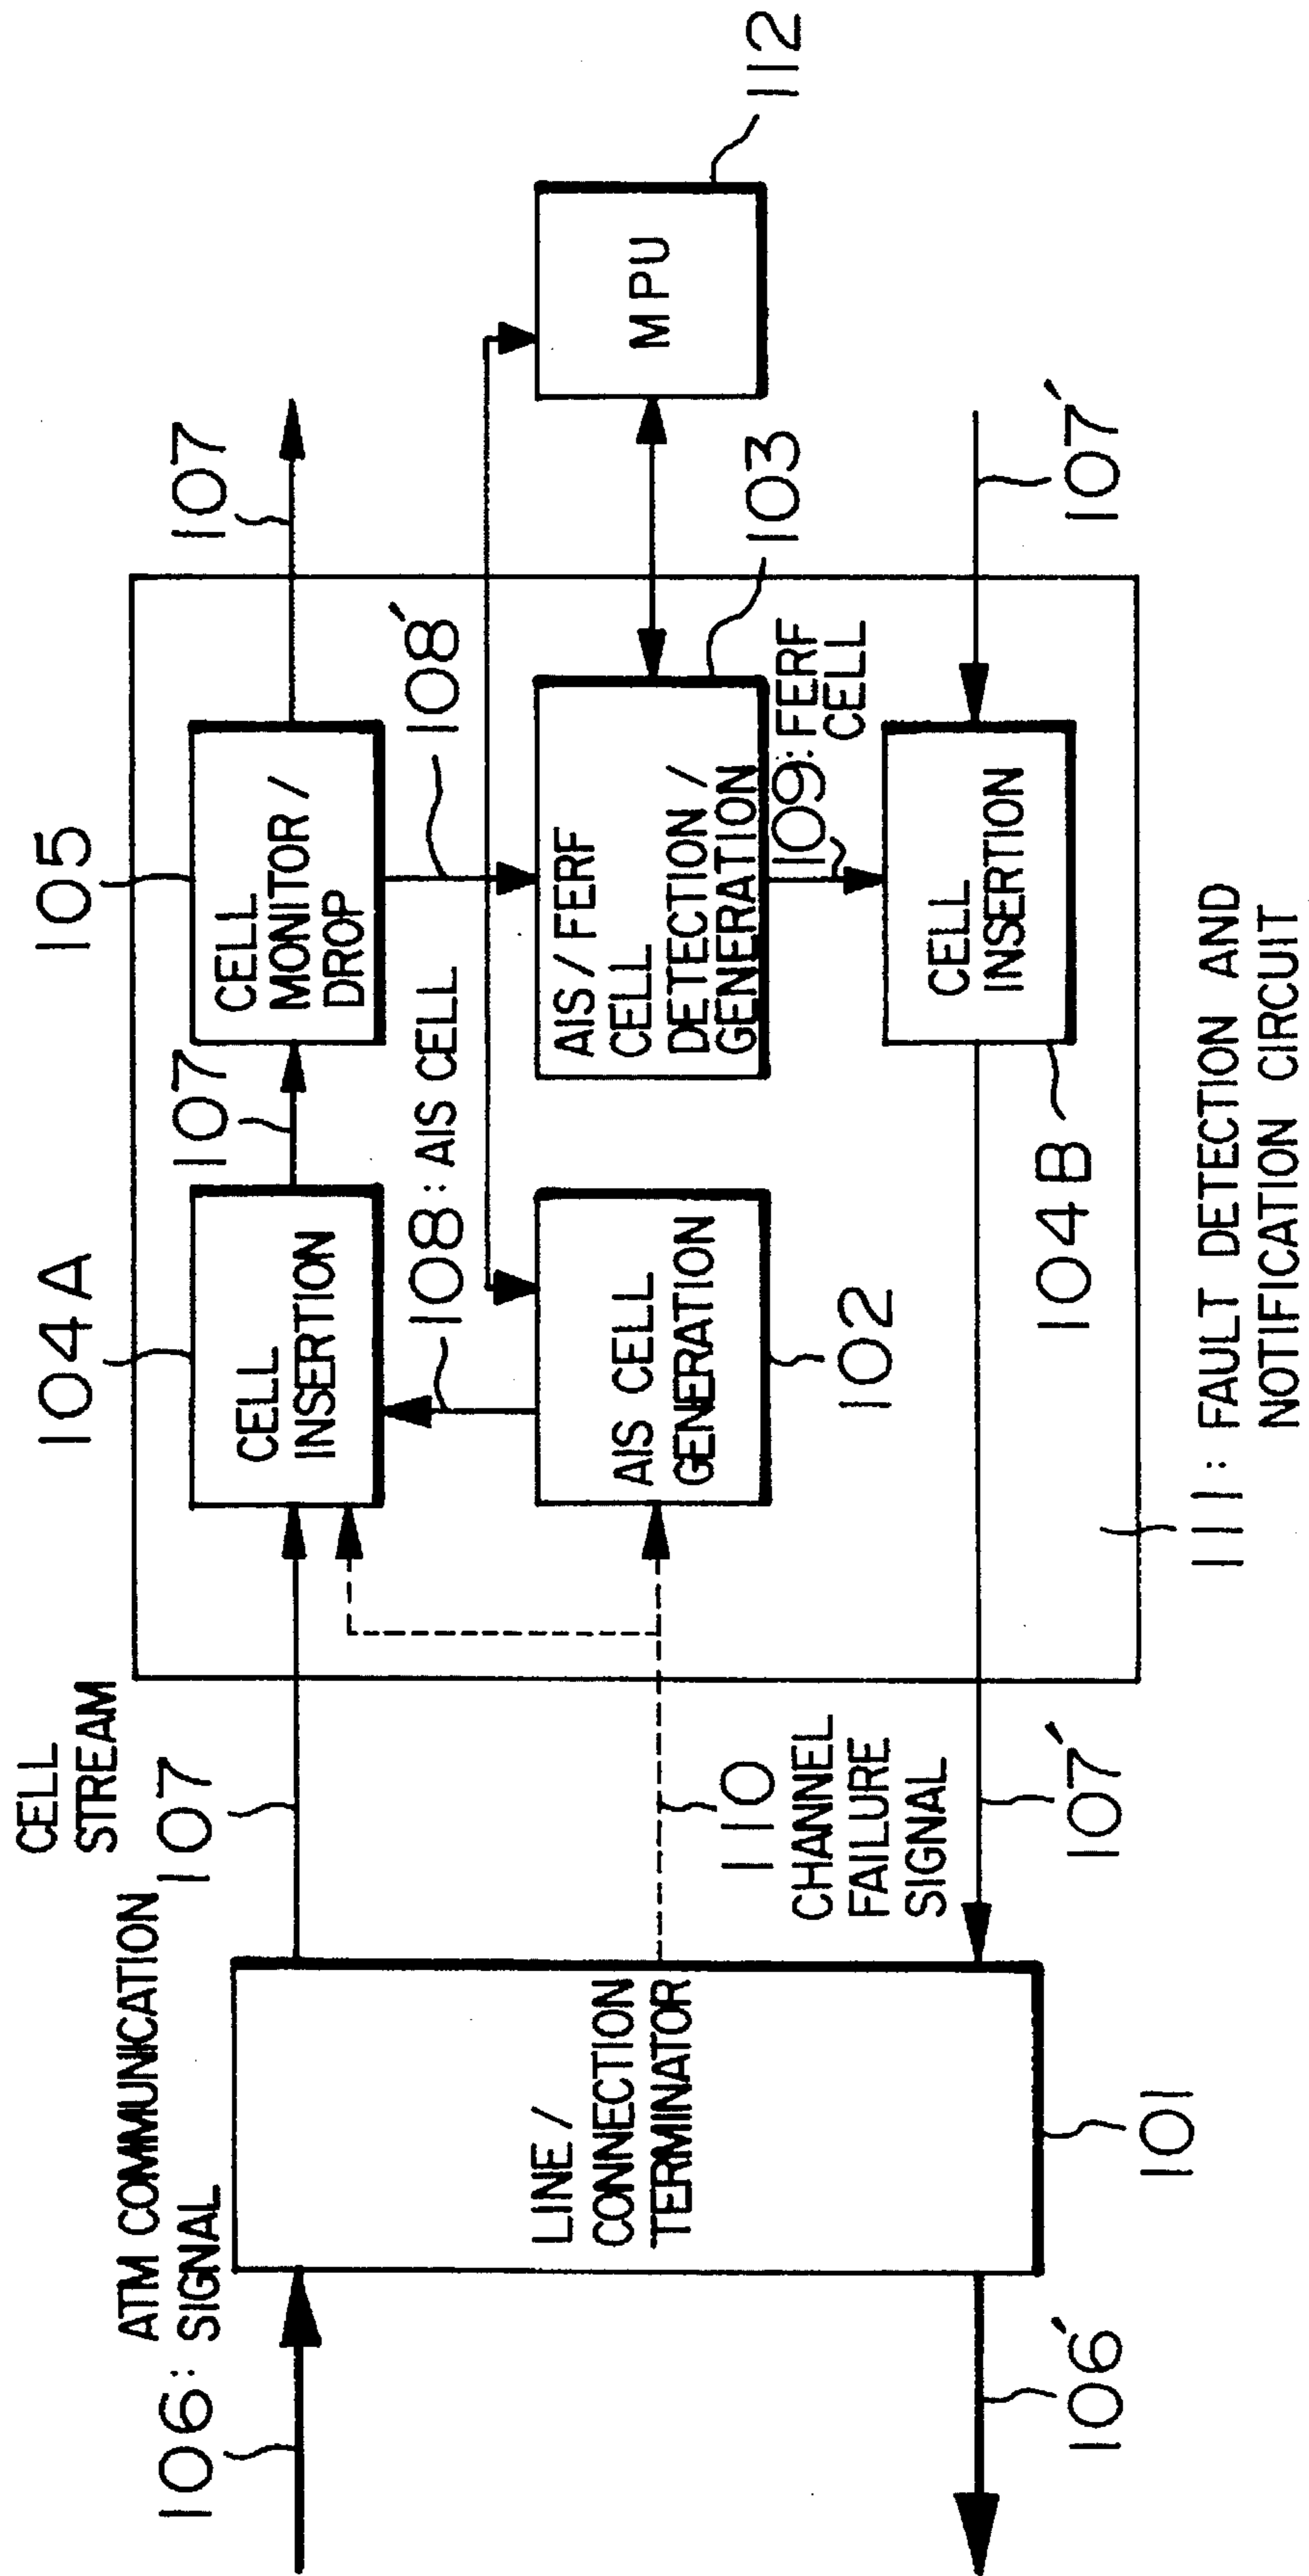 106: ATM COMMUNICATION
SIGNAL
CELL
STREAM
107
104A
CELL
INSERTION
107
105
CELL
MONITOR /
DROP
107
108: AIS CELL
108'
LINE /
CONNECTION
TERMINATOR
101
110
CHANNEL
FAILURE
SIGNAL
AIS CELL
GENERATION
102
AIS / FERF
CELL
DETECTION /
GENERATION
103
MPU
112
109: FERF
CELL
CELL
INSERTION
104B
107'
107'
106'
111: FAULT DETECTION AND
NOTIFICATION CIRCUIT